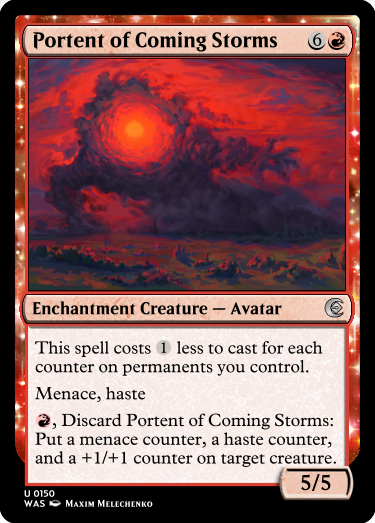 Portent of Coming Storms 6
Enchantment Creature — Avatar
This spell costs 1 less to cast for each
counter on permanents you control.
Menace, haste
, Discard Portent of Coming Storms:
Put a menace counter, a haste counter,
and a +1/+1 counter on target creature.
5/5
U 0150
WAS Maxim Melechenko